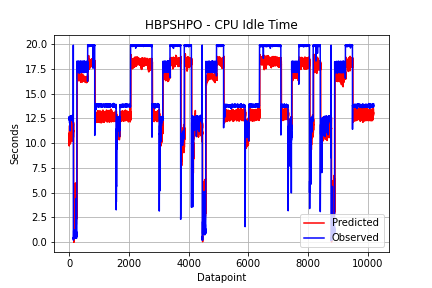 HBPSHPO - CPU Idle Time
20.0
17.5
15.0
12.5
10.0
7.5
5.0
2.5
0.0
Seconds
0 2000 4000 6000 8000 10000
Datapoint
Predicted
Observed